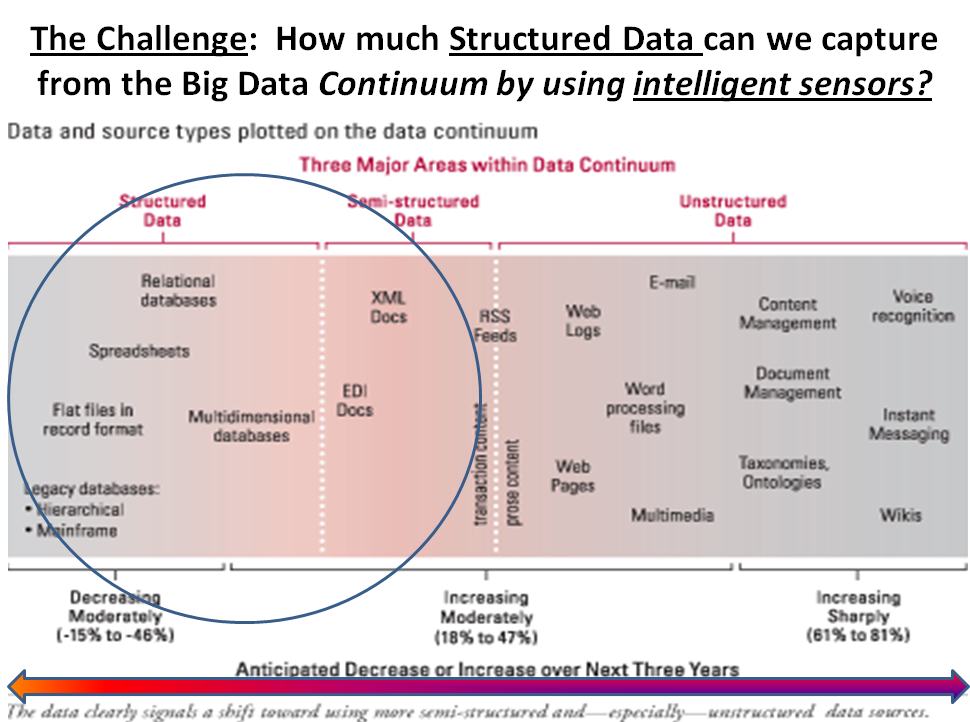 The Challenge: How much Structured Data can we capture
from the Big Data Continuum by using intelligent sensors?
Data and source types plotted on the data continuum
Three Major Areas within Data Continuum
Structured
Data
Semi-structured
Data
Unstructured
Data
Relational
databases
Spreadsheets
Flat files in
record format
Multidimensional
databases
Legacy databases:
• Hierarchical
• Mainframe
XML
Docs
EDI
Docs
RSS
Feeds
transaction content
prose content
Web
Logs
E-mail
Word
processing
files
Web
Pages
Multimedia
Content
Management
Document
Management
Taxonomies,
Ontologies
Voice
recognition
Instant
Messaging
Wikis
Decreasing
Moderately
(-15% to -46%)
Increasing
Moderately
(18% to 47%)
Increasing
Sharply
(61% to 81%)
Anticipated Decrease or Increase over Next Three Years
The data clearly signals a shift toward using more semi-structured and—especially—unstructured data sources.